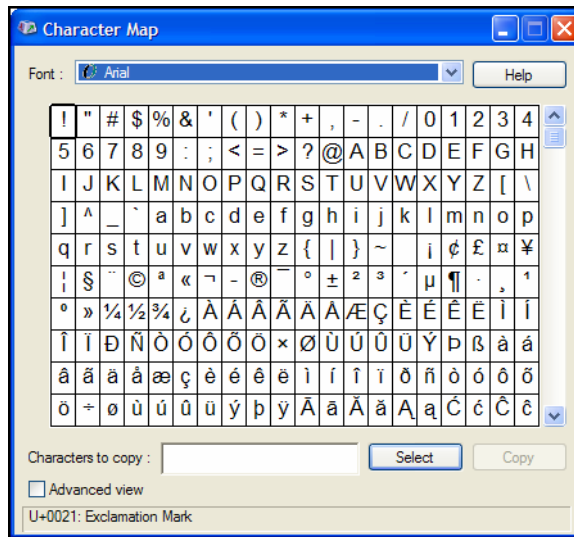 Character Map
Font : Arial Help
! " # $ % & ' ( ) * + , - . / 0 1 2 3 4
5 6 7 8 9 : ; < = > ? @ A B C D E F G H
I J K L M N O P Q R S T U V W X Y Z [ \
] ^ _ ` a b c d e f g h i j k l m n o p
q r s t u v w x y z { | } ~   ¡ ¢ £ ¤ ¥
¦ § ¨ © ª « ¬ - ® ¯ ° ± ² ³ ´ µ ¶ · ¸ ¹
º » ¼ ½ ¾ ¿ À Á Â Ã Ä Å Æ Ç È É Ê Ë Ì Í
Î Ï Ð Ñ Ò Ó Ô Õ Ö × Ø Ù Ú Û Ü Ý Þ ß à á
â ã ä å æ ç è é ê ë ì í î ï ð ñ ò ó ô õ
ö ÷ ø ù ú û ü ý þ ÿ Ā ā Ă ă Ą ą Ć ć Ĉ ĉ
Characters to copy : Select Copy
Advanced view
U+0021: Exclamation Mark